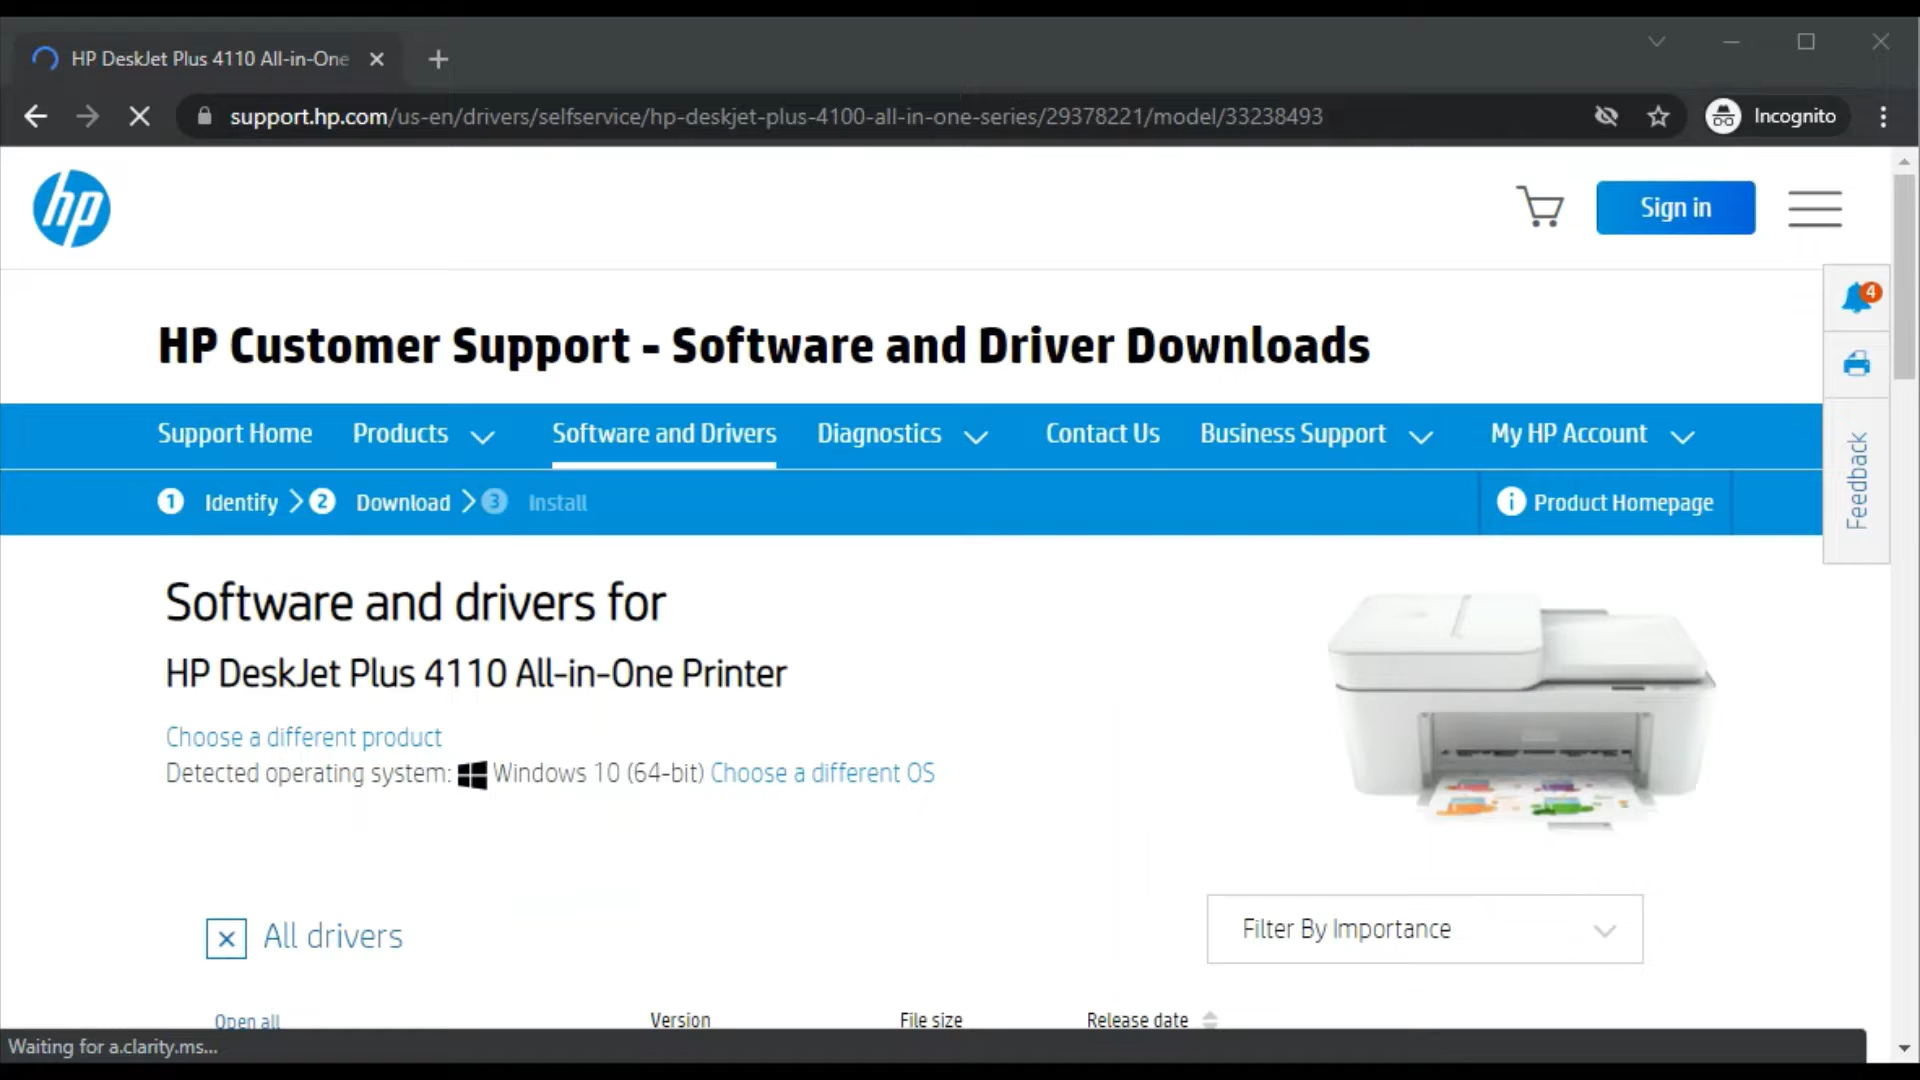 HP DeskJet Plus 4110 All-in-One
support.hp.com/us-en/drivers/selfservice/hp-deskjet-plus-4100-all-in-one-series/29378221/model/33238493
Incognito
hp
Sign in
4
HP Customer Support - Software and Driver Downloads
Support Home Products Software and Drivers Diagnostics Contact Us Business Support My HP Account
Feedback
1 Identify 2 Download 3 Install
Product Homepage
Software and drivers for
HP DeskJet Plus 4110 All-in-One Printer
Choose a different product
Detected operating system: Windows 10 (64-bit) Choose a different OS
All drivers
Filter By Importance
Open all Version File size Release date
Waiting for a.clarity.ms...